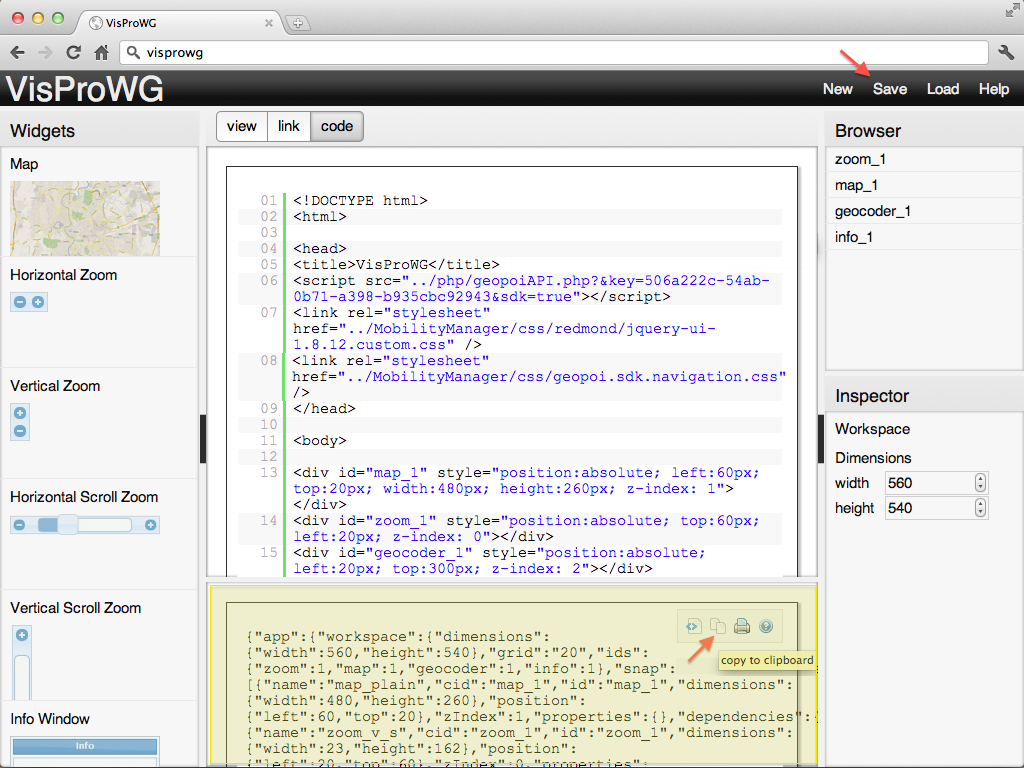 VisProWG
visprowg
VisProWG
New Save Load Help
Widgets
Map
Horizontal Zoom
Vertical Zoom
Horizontal Scroll Zoom
Vertical Scroll Zoom
Info Window
Info
view link code
01 <!DOCTYPE html>
02 <html>
03
04 <head>
05 <title>VisProWG</title>
06 <script src="../php/geopoiAPI.php?&key=506a222c-54ab-
0b71-a398-b935cbc92943&sdk=true"></script>
07 <link rel="stylesheet"
href="../MobilityManager/css/redmond/jquery-ui-
1.8.12.custom.css" />
08 <link rel="stylesheet"
href="../MobilityManager/css/geopoi.sdk.navigation.css"
/>
09 </head>
10
11 <body>
12
13 <div id="map_1" style="position:absolute; left:60px;
top:20px; width:480px; height:260px; z-index: 1">
</div>
14 <div id="zoom_1" style="position:absolute; top:60px;
left:20px; z-index: 0"></div>
15 <div id="geocoder_1" style="position:absolute;
left:20px; top:300px; z-index: 2"></div>
copy to clipboard
{"app":{"workspace":{"dimensions":
{"width":560,"height":540},"grid":"20","ids":
{"zoom":1,"map":1,"geocoder":1,"info":1},"snap":
[{"name":"map_plain","cid":"map_1","id":"map_1","dimensions":
{"width":480,"height":260},"position":
{"left":60,"top":20},"zIndex":1,"properties":{},"dependencies":{
{"name":"zoom_v_s","cid":"zoom_1","id":"zoom_1","dimensions":
{"width":23,"height":162},"position":
{"left":20,"top":60},"zIndex":0,"properties":
Browser
zoom_1
map_1
geocoder_1
info_1
Inspector
Workspace
Dimensions
width 560
height 540